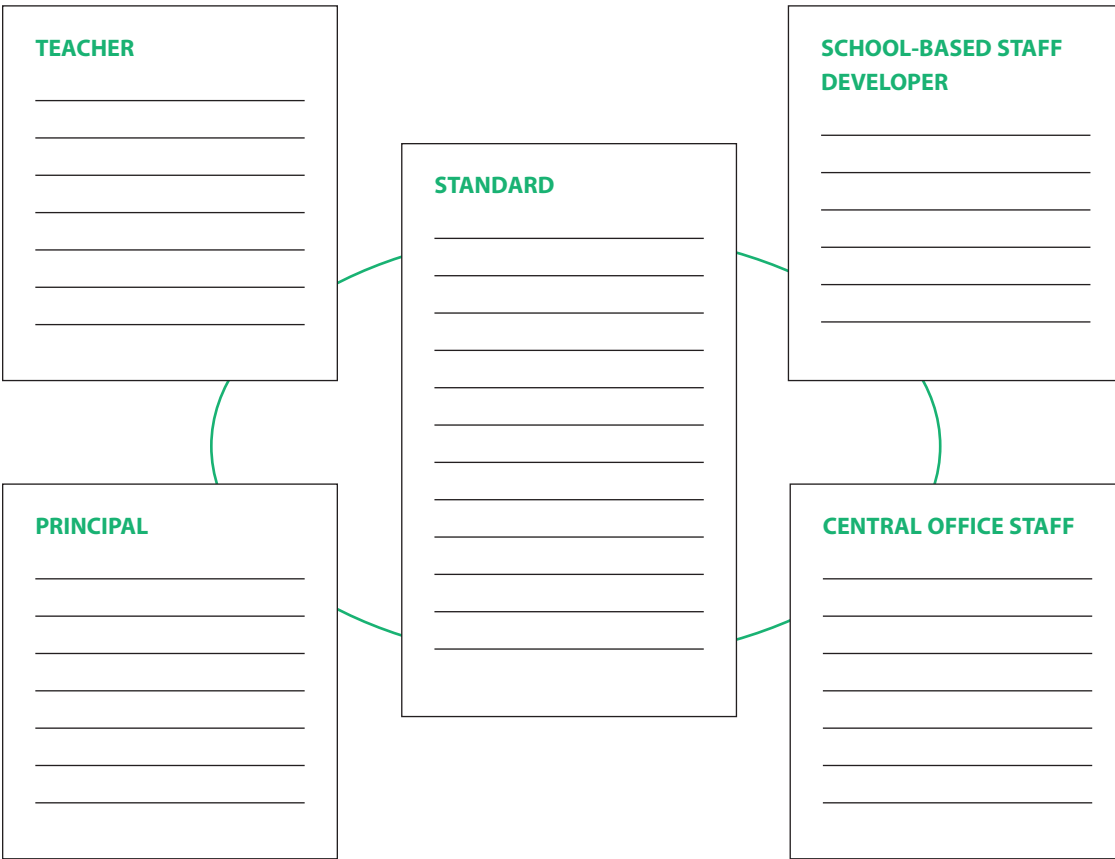 TEACHER
SCHOOL-BASED STAFF
DEVELOPER
STANDARD
PRINCIPAL
CENTRAL OFFICE STAFF